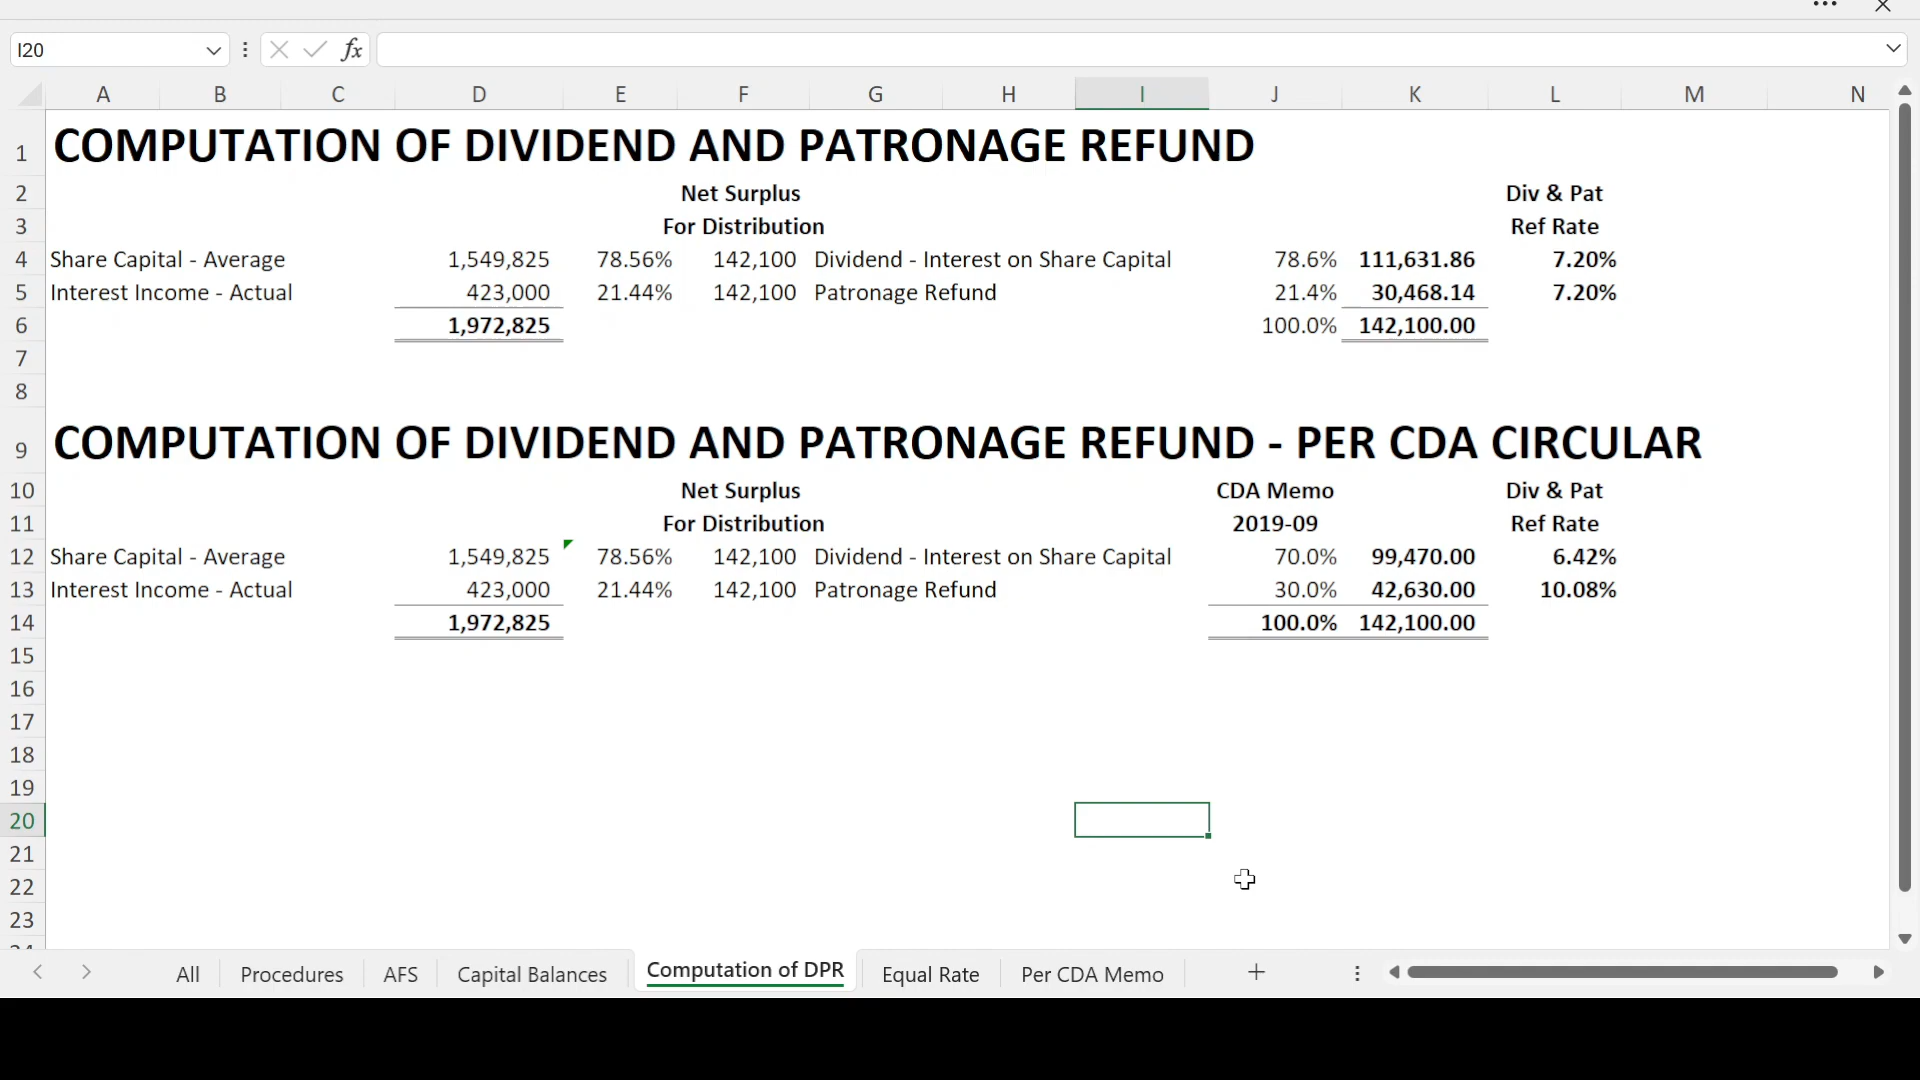 I20
fx
A B C D E F G H I J K L M N
1 COMPUTATION OF DIVIDEND AND PATRONAGE REFUND
2 Net Surplus Div & Pat
3 For Distribution Ref Rate
4 Share Capital - Average 1,549,825 78.56% 142,100 Dividend - Interest on Share Capital 78.6% 111,631.86 7.20%
5 Interest Income - Actual 423,000 21.44% 142,100 Patronage Refund 21.4% 30,468.14 7.20%
6 1,972,825 100.0% 142,100.00
7
8
9 COMPUTATION OF DIVIDEND AND PATRONAGE REFUND - PER CDA CIRCULAR
10 Net Surplus CDA Memo Div & Pat
11 For Distribution 2019-09 Ref Rate
12 Share Capital - Average 1,549,825 78.56% 142,100 Dividend - Interest on Share Capital 70.0% 99,470.00 6.42%
13 Interest Income - Actual 423,000 21.44% 142,100 Patronage Refund 30.0% 42,630.00 10.08%
14 1,972,825 100.0% 142,100.00
15
16
17
18
19
20
21
22
23
All Procedures AFS Capital Balances Computation of DPR Equal Rate Per CDA Memo